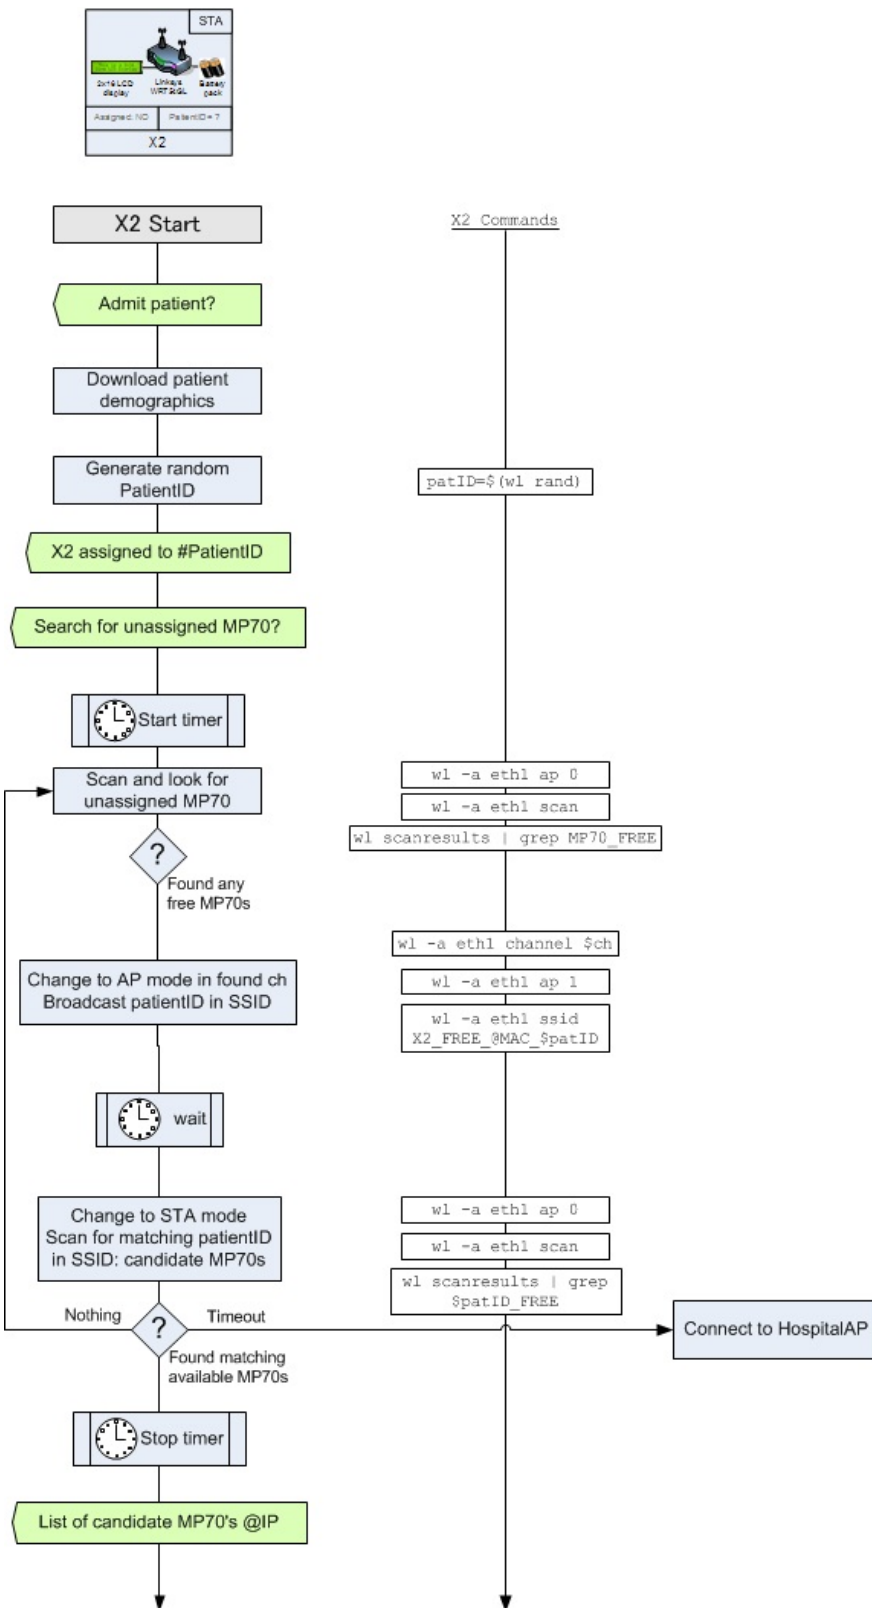 STA
2x16 LCD
display
Linksys
WRT54GL
Battery
pack
Assigned: NO
PatientID= ?
X2
X2 Start
X2 Commands
Admit patient?
Download patient
demographics
Generate random
PatientID
patID=$(wl rand)
X2 assigned to #PatientID
Search for unassigned MP70?
Start timer
Scan and look for
unassigned MP70
wl -a eth1 ap 0
wl -a eth1 scan
wl scanresults | grep MP70_FREE
?
Found any
free MP70s
Change to AP mode in found ch
Broadcast patientID in SSID
wl -a eth1 channel $ch
wl -a eth1 ap 1
wl -a eth1 ssid
X2_FREE_@MAC_$patID
wait
Change to STA mode
Scan for matching patientID
in SSID: candidate MP70s
wl -a eth1 ap 0
wl -a eth1 scan
wl scanresults | grep
$patID_FREE
Nothing
?
Timeout
Connect to HospitalAP
Found matching
available MP70s
Stop timer
List of candidate MP70's @IP